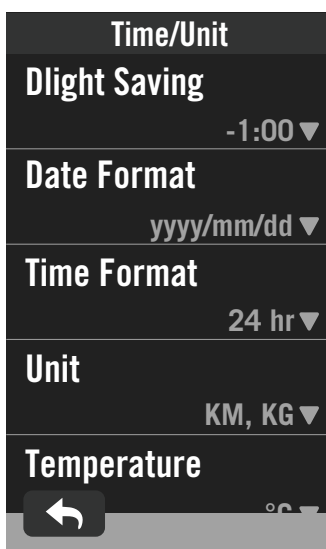 Time/Unit
Dlight Saving
-1:00
Date Format
yyyy/mm/dd
Time Format
24 hr
Unit
KM, KG
Temperature
°C